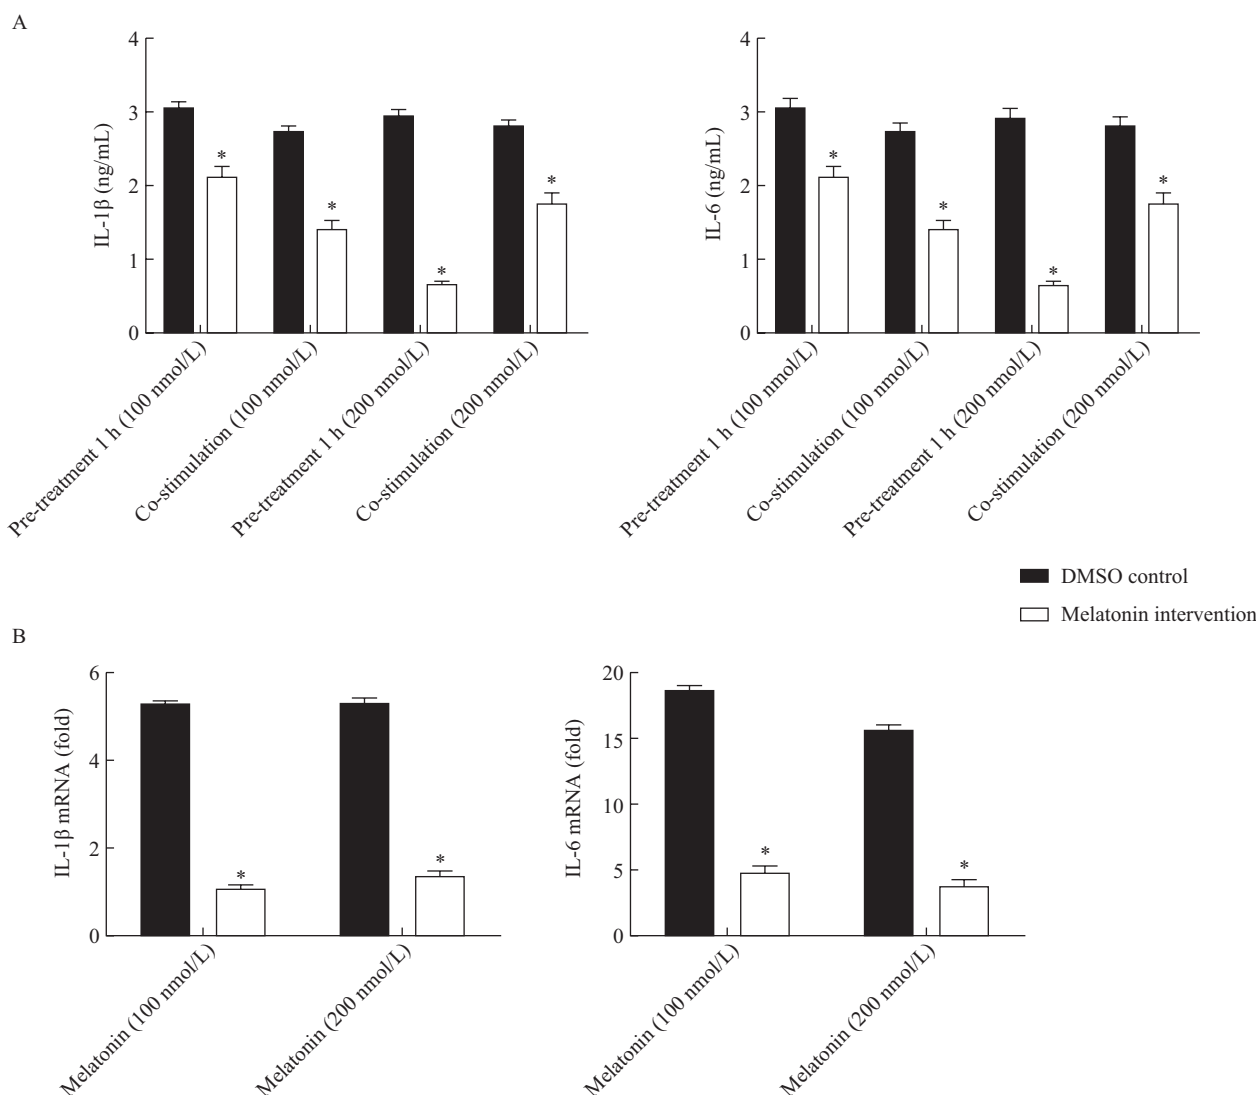 A
4
3
2
1
0
IL-1β (ng/mL)
*
*
*
*
Pre-treatment 1 h (100 nmol/L)
Co-stimulation (100 nmol/L)
Pre-treatment 1 h (200 nmol/L)
Co-stimulation (200 nmol/L)
4
3
2
1
0
IL-6 (ng/mL)
*
*
*
*
Pre-treatment 1 h (100 nmol/L)
Co-stimulation (100 nmol/L)
Pre-treatment 1 h (200 nmol/L)
Co-stimulation (200 nmol/L)
DMSO control
Melatonin intervention
B
6
4
2
0
IL-1β mRNA (fold)
*
*
Melatonin (100 nmol/L)
Melatonin (200 nmol/L)
20
15
10
5
0
IL-6 mRNA (fold)
*
*
Melatonin (100 nmol/L)
Melatonin (200 nmol/L)